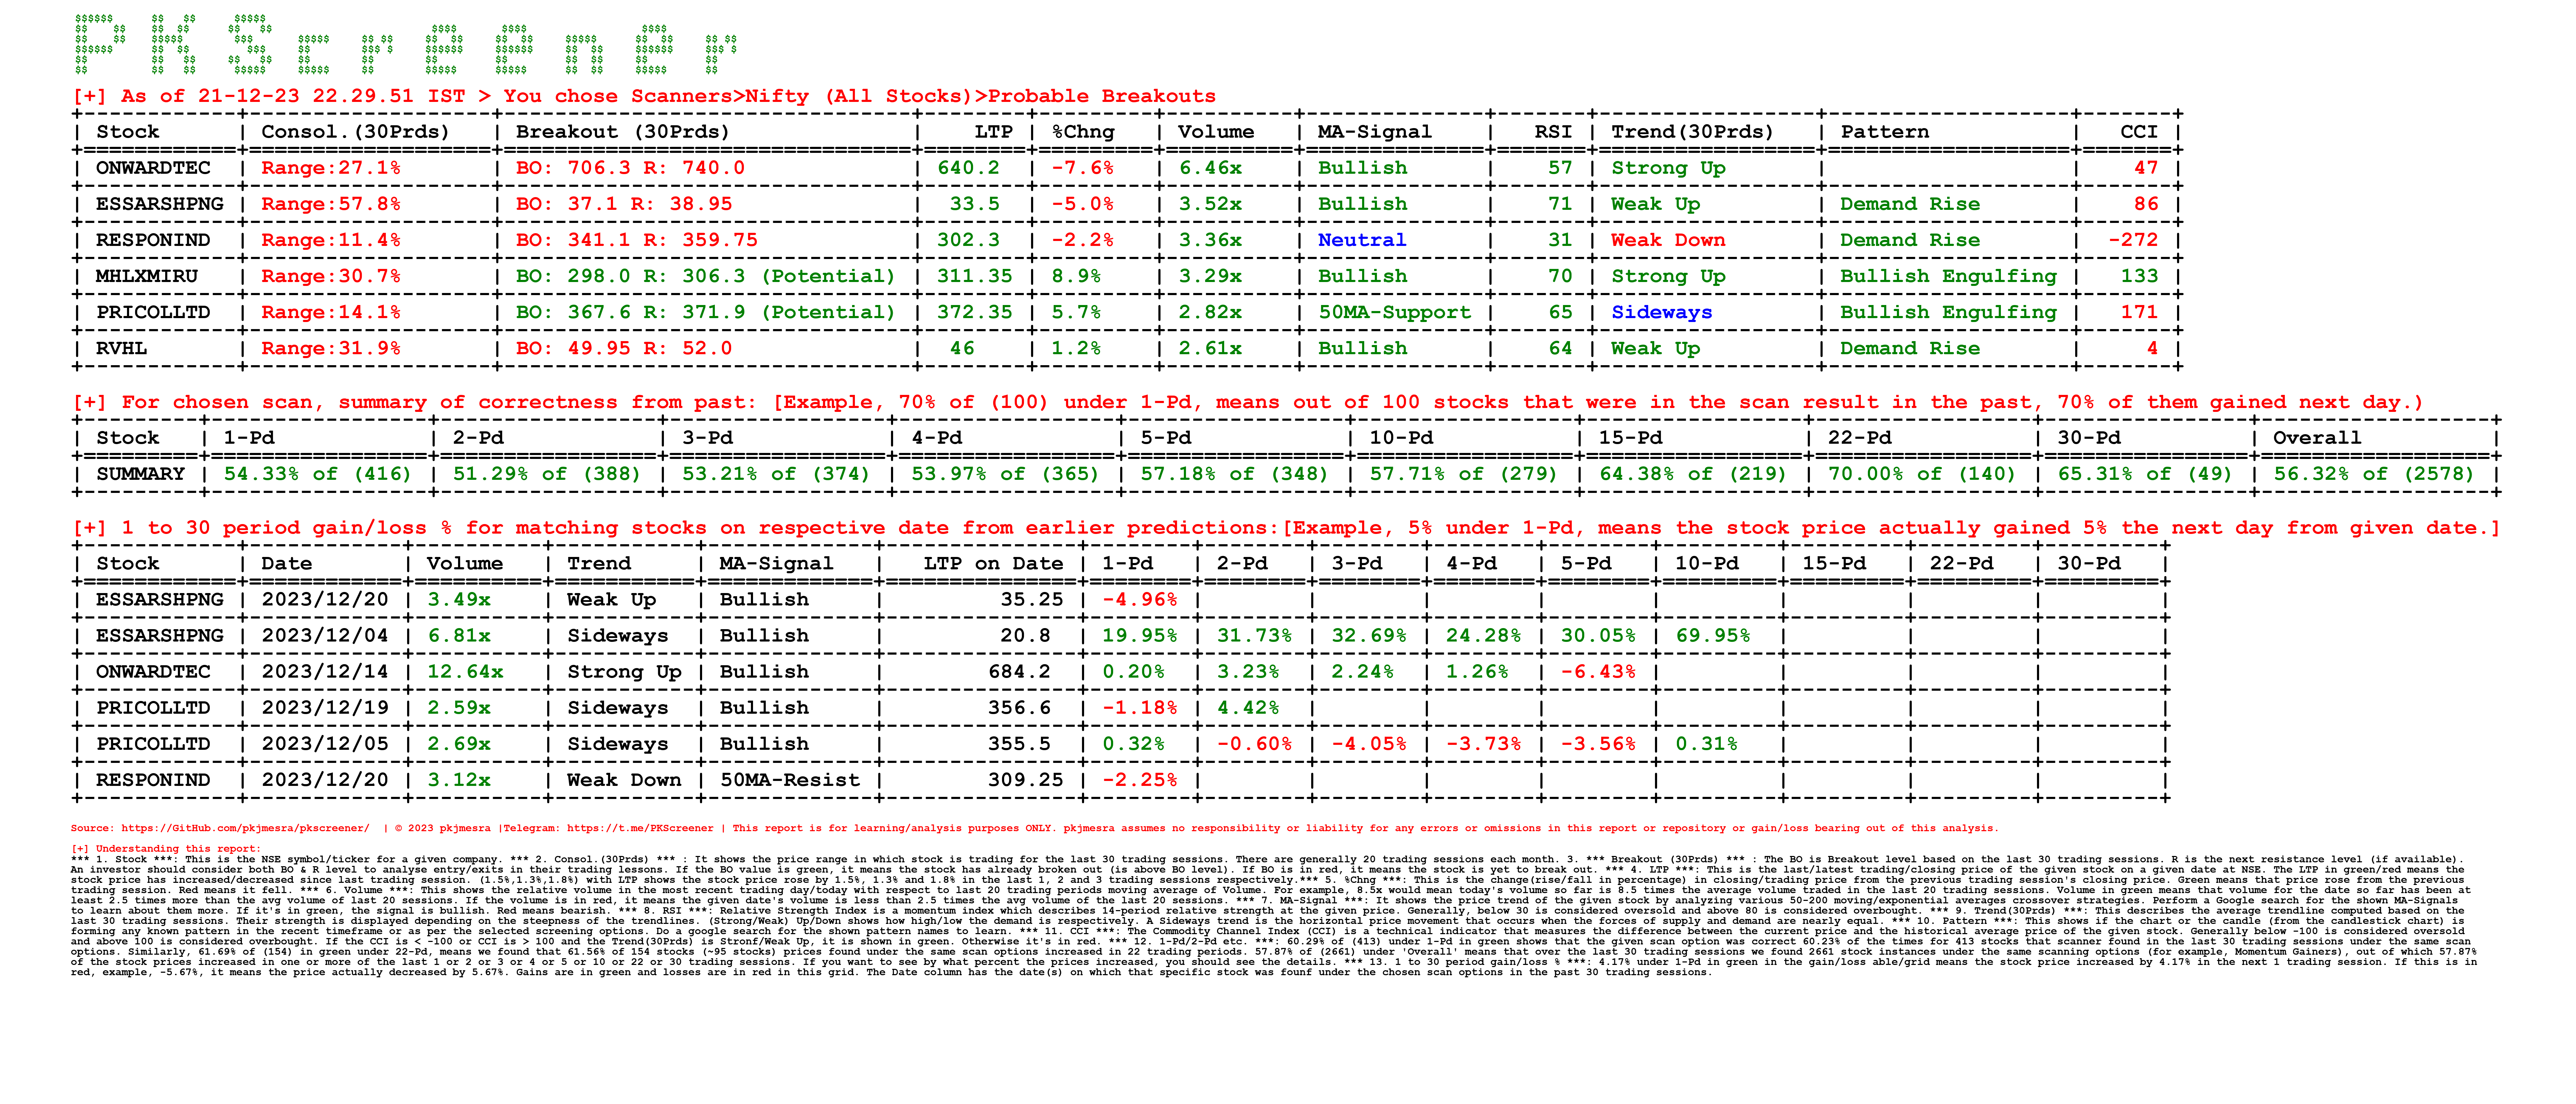 PKScreener
[+] As of 21-12-23 22.29.51 IST > You chose Scanners>Nifty (All Stocks)>Probable Breakouts
| Stock | Consol.(30Prds) | Breakout (30Prds) | LTP | %Chng | Volume | MA-Signal | RSI | Trend(30Prds) | Pattern | CCI |
| ONWARDTEC | Range:27.1% | BO: 706.3 R: 740.0 | 640.2 | -7.6% | 6.46x | Bullish | 57 | Strong Up | | 47 |
| ESSARSHPNG | Range:57.8% | BO: 37.1 R: 38.95 | 33.5 | -5.0% | 3.52x | Bullish | 71 | Weak Up | Demand Rise | 86 |
| RESPONIND | Range:11.4% | BO: 341.1 R: 359.75 | 302.3 | -2.2% | 3.36x | Neutral | 31 | Weak Down | Demand Rise | -272 |
| MHLXMIRU | Range:30.7% | BO: 298.0 R: 306.3 (Potential) | 311.35 | 8.9% | 3.29x | Bullish | 70 | Strong Up | Bullish Engulfing | 133 |
| PRICOLLTD | Range:14.1% | BO: 367.6 R: 371.9 (Potential) | 372.35 | 5.7% | 2.82x | 50MA-Support | 65 | Sideways | Bullish Engulfing | 171 |
| RVHL | Range:31.9% | BO: 49.95 R: 52.0 | 46 | 1.2% | 2.61x | Bullish | 64 | Weak Up | Demand Rise | 4 |
[+] For chosen scan, summary of correctness from past: [Example, 70% of (100) under 1-Pd, means out of 100 stocks that were in the scan result in the past, 70% of them gained next day.)
| Stock | 1-Pd | 2-Pd | 3-Pd | 4-Pd | 5-Pd | 10-Pd | 15-Pd | 22-Pd | 30-Pd | Overall |
| SUMMARY | 54.33% of (416) | 51.29% of (388) | 53.21% of (374) | 53.97% of (365) | 57.18% of (348) | 57.71% of (279) | 64.38% of (219) | 70.00% of (140) | 65.31% of (49) | 56.32% of (2578) |
[+] 1 to 30 period gain/loss % for matching stocks on respective date from earlier predictions:[Example, 5% under 1-Pd, means the stock price actually gained 5% the next day from given date.]
| Stock | Date | Volume | Trend | MA-Signal | LTP on Date | 1-Pd | 2-Pd | 3-Pd | 4-Pd | 5-Pd | 10-Pd | 15-Pd | 22-Pd | 30-Pd |
| ESSARSHPNG | 2023/12/20 | 3.49x | Weak Up | Bullish | 35.25 | -4.96% | | | | | | | | |
| ESSARSHPNG | 2023/12/04 | 6.81x | Sideways | Bullish | 20.8 | 19.95% | 31.73% | 32.69% | 24.28% | 30.05% | 69.95% | | | |
| ONWARDTEC | 2023/12/14 | 12.64x | Strong Up | Bullish | 684.2 | 0.20% | 3.23% | 2.24% | 1.26% | -6.43% | | | | |
| PRICOLLTD | 2023/12/19 | 2.59x | Sideways | Bullish | 356.6 | -1.18% | 4.42% | | | | | | | |
| PRICOLLTD | 2023/12/05 | 2.69x | Sideways | Bullish | 355.5 | 0.32% | -0.60% | -4.05% | -3.73% | -3.56% | 0.31% | | | |
| RESPONIND | 2023/12/20 | 3.12x | Weak Down | 50MA-Resist | 309.25 | -2.25% | | | | | | | | |
Source: https://GitHub.com/pkjmesra/pkscreener/ | © 2023 pkjmesra |Telegram: https://t.me/PKScreener | This report is for learning/analysis purposes ONLY. pkjmesra assumes no responsibility or liability for any errors or omissions in this report or repository or gain/loss bearing out of this analysis.
[+] Understanding this report:
*** 1. Stock ***: This is the NSE symbol/ticker for a given company. *** 2. Consol.(30Prds) *** : It shows the price range in which stock is trading for the last 30 trading sessions. There are generally 20 trading sessions each month. 3. *** Breakout (30Prds) *** : The BO is Breakout level based on the last 30 trading sessions. R is the next resistance level (if available).
An investor should consider both BO & R level to analyse entry/exits in their trading lessons. If the BO value is green, it means the stock has already broken out (is above BO level). If BO is in red, it means the stock is yet to break out. *** 4. LTP ***: This is the last/latest trading/closing price of the given stock on a given date at NSE. The LTP in green/red means the
stock price has increased/decreased since last trading session. (1.5%,1.3%,1.8%) with LTP shows the stock price rose by 1.5%, 1.3% and 1.8% in the last 1, 2 and 3 trading sessions respectively.*** 5. %Chng ***: This is the change(rise/fall in percentage) in closing/trading price from the previous trading session's closing price. Green means that price rose from the previous
trading session. Red means it fell. *** 6. Volume ***: This shows the relative volume in the most recent trading day/today with respect to last 20 trading periods moving average of Volume. For example, 8.5x would mean today's volume so far is 8.5 times the average volume traded in the last 20 trading sessions. Volume in green means that volume for the date so far has been at
least 2.5 times more than the avg volume of last 20 sessions. If the volume is in red, it means the given date's volume is less than 2.5 times the avg volume of the last 20 sessions. *** 7. MA-Signal ***: It shows the price trend of the given stock by analyzing various 50-200 moving/exponential averages crossover strategies. Perform a Google search for the shown MA-Signals
to learn about them more. If it's in green, the signal is bullish. Red means bearish. *** 8. RSI ***: Relative Strength Index is a momentum index which describes 14-period relative strength at the given price. Generally, below 30 is considered oversold and above 80 is considered overbought. *** 9. Trend(30Prds) ***: This describes the average trendline computed based on the
last 30 trading sessions. Their strength is displayed depending on the steepness of the trendlines. (Strong/Weak) Up/Down shows how high/low the demand is respectively. A Sideways trend is the horizontal price movement that occurs when the forces of supply and demand are nearly equal. *** 10. Pattern ***: This shows if the chart or the candle (from the candlestick chart) is
forming any known pattern in the recent timeframe or as per the selected screening options. Do a google search for the shown pattern names to learn. *** 11. CCI ***: The Commodity Channel Index (CCI) is a technical indicator that measures the difference between the current price and the historical average price of the given stock. Generally below -100 is considered oversold
and above 100 is considered overbought. If the CCI is < -100 or CCI is > 100 and the Trend(30Prds) is Stronf/Weak Up, it is shown in green. Otherwise it's in red. *** 12. 1-Pd/2-Pd etc. ***: 60.29% of (413) under 1-Pd in green shows that the given scan option was correct 60.23% of the times for 413 stocks that scanner found in the last 30 trading sessions under the same scan
options. Similarly, 61.69% of (154) in green under 22-Pd, means we found that 61.56% of 154 stocks (~95 stocks) prices found under the same scan options increased in 22 trading periods. 57.87% of (2661) under 'Overall' means that over the last 30 trading sessions we found 2661 stock instances under the same scanning options (for example, Momentum Gainers), out of which 57.87%
of the stock prices increased in one or more of the last 1 or 2 or 3 or 4 or 5 or 10 or 22 or 30 trading sessions. If you want to see by what percent the prices increased, you should see the details. *** 13. 1 to 30 period gain/loss % ***: 4.17% under 1-Pd in green in the gain/loss able/grid means the stock price increased by 4.17% in the next 1 trading session. If this is in
red, example, -5.67%, it means the price actually decreased by 5.67%. Gains are in green and losses are in red in this grid. The Date column has the date(s) on which that specific stock was founf under the chosen scan options in the past 30 trading sessions.